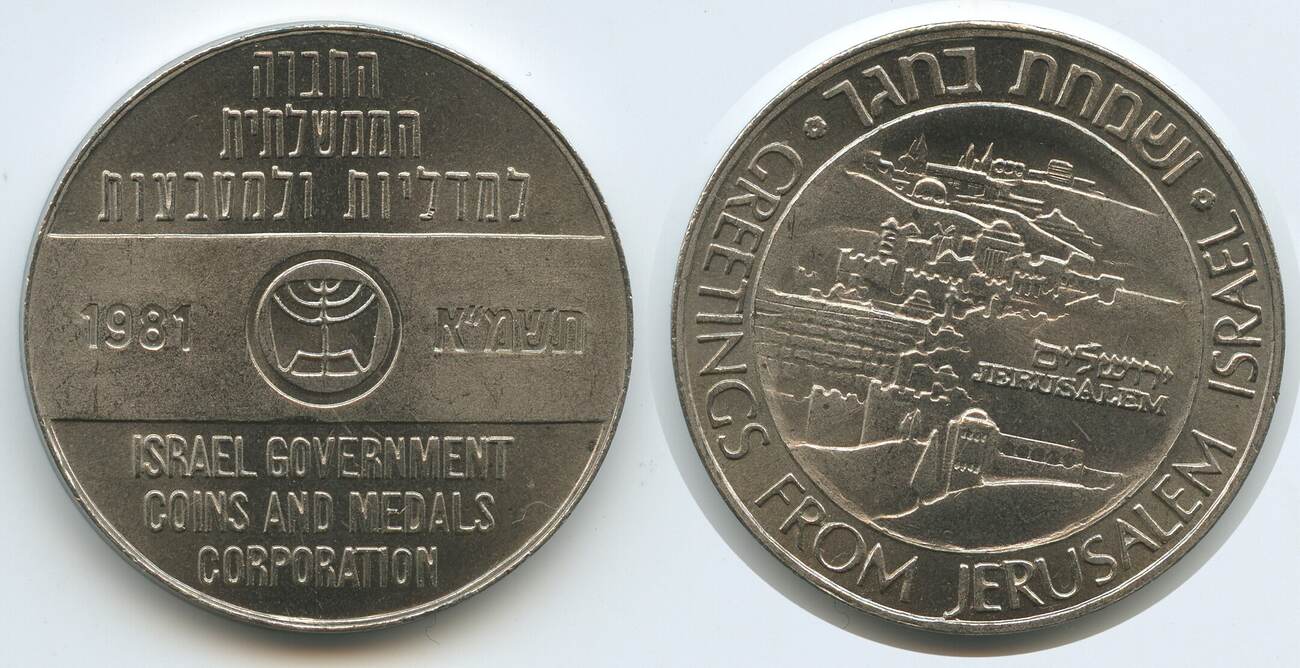 החברה
הממשלתית
למדליות ולמטבעות
1981 תשמ"א
ISRAEL GOVERNMENT
COINS AND MEDALS
CORPORATION
ושמחת בחגך
GREETINGS FROM JERUSALEM ISRAEL
ירושלים
JERUSALEM